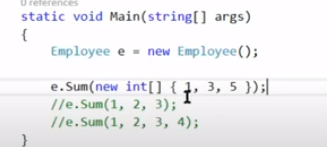 0 references
static void Main(string[] args)
{
Employee e = new Employee();
e.Sum(new int[] { 1, 3, 5 });
//e.Sum(1, 2, 3);
//e.Sum(1, 2, 3, 4);
}